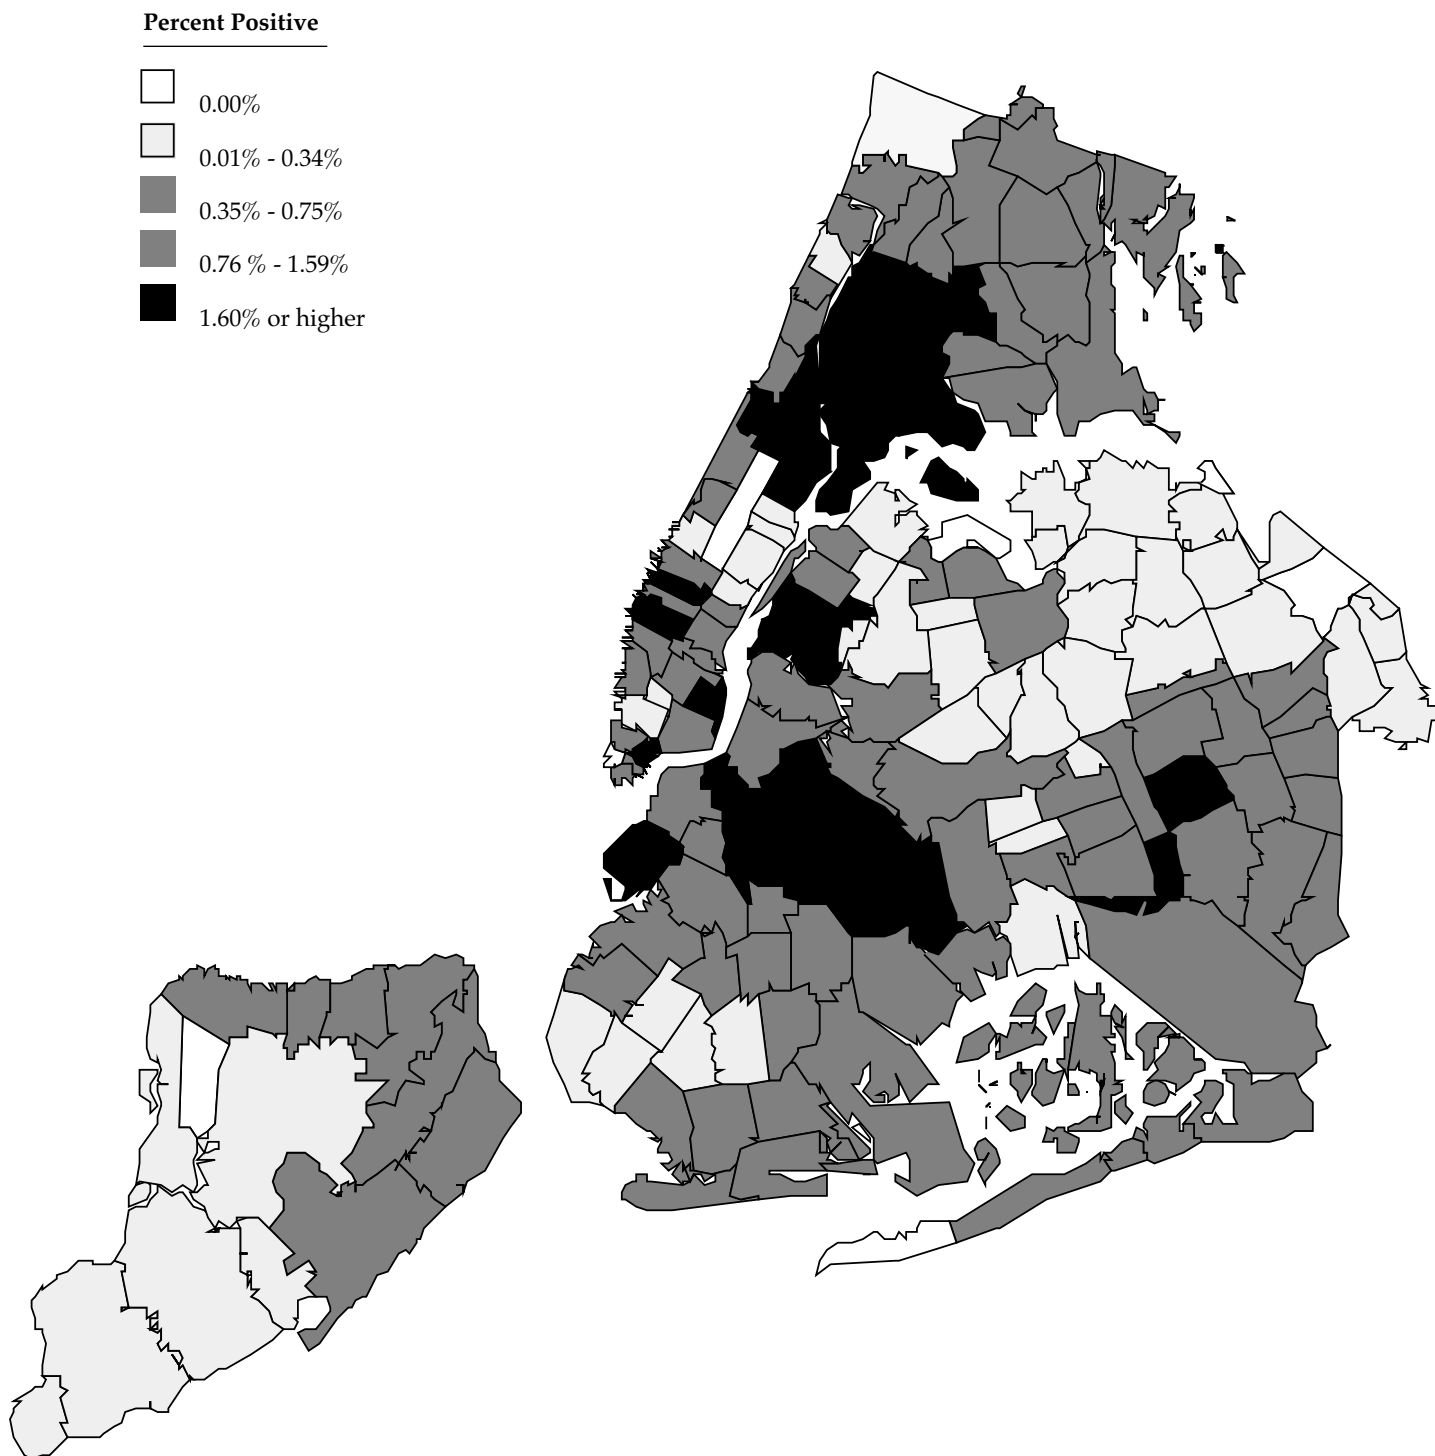 Percent Positive
0.00%
0.01% - 0.34%
0.35% - 0.75%
0.76 % - 1.59%
1.60% or higher